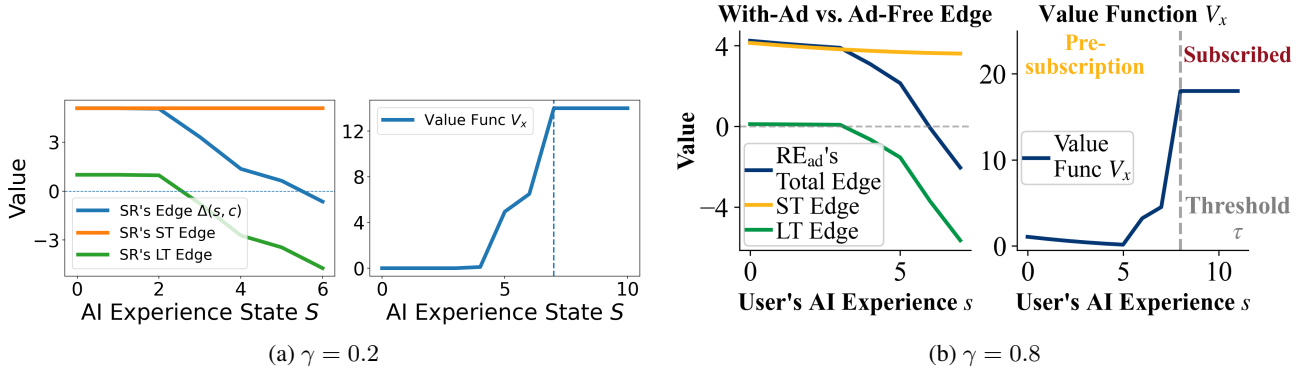 Value
3
0
−3
SR's Edge Δ(s, c)
SR's ST Edge
SR's LT Edge
0
2
4
6
AI Experience State S
12
8
4
0
Value Func Vₓ
0
5
10
AI Experience State S
(a) γ = 0.2
With-Ad vs. Ad-Free Edge
Value
4
0
−4
RE_ad's
Total Edge
ST Edge
LT Edge
0
5
User's AI Experience s
Value Function Vₓ
Pre-
subscription
Subscribed
20
10
0
Value
Func Vₓ
Threshold
τ
0
5
10
User's AI Experience s
(b) γ = 0.8